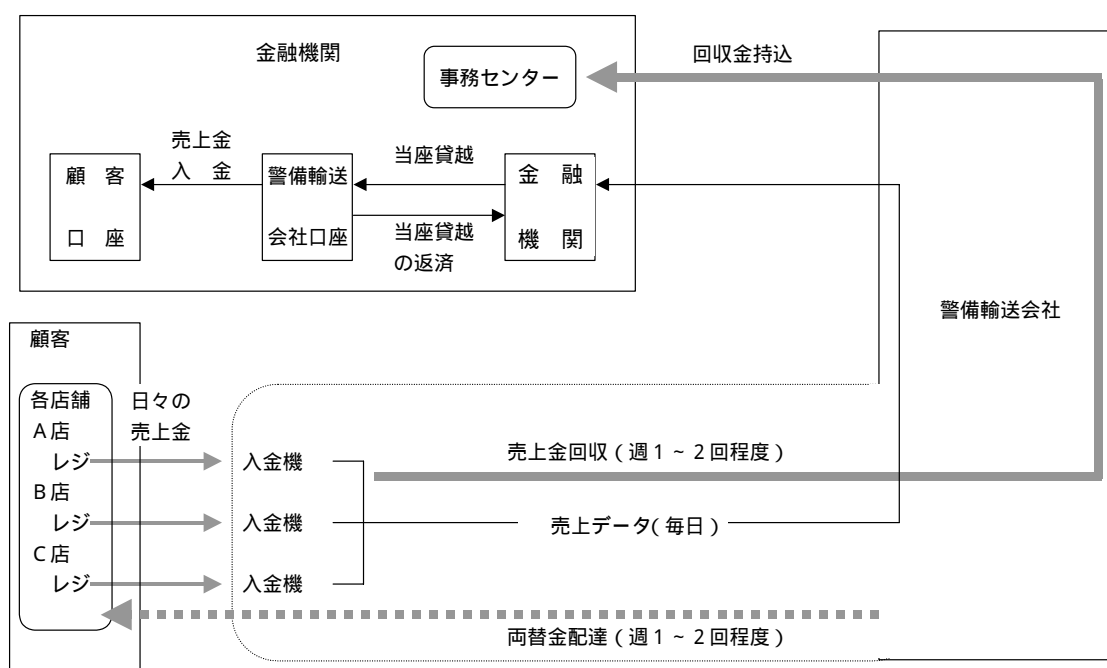 金融機関
事務センター
回収金持込
売上金
入　金
当座貸越
顧　客
口　座
警備輸送
会社口座
金　融
機　関
当座貸越
の返済
警備輸送会社
顧客
各店舗
日々の
売上金
A店
レジ
入金機
売上金回収(週1~2回程度)
B店
レジ
入金機
売上データ(毎日)
C店
レジ
入金機
両替金配達(週1~2回程度)